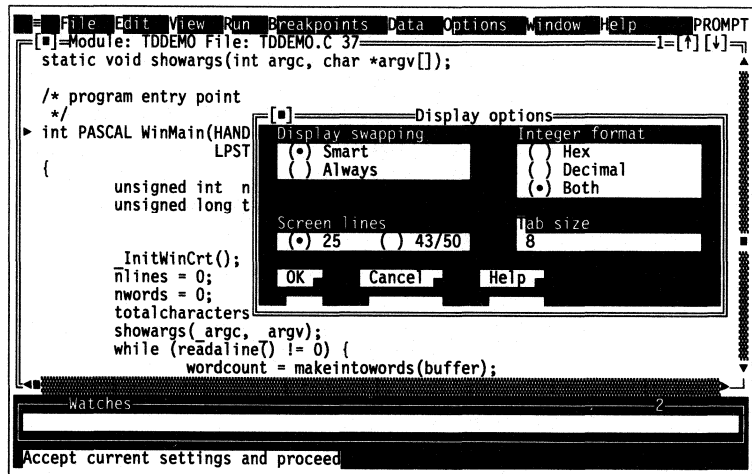 ≡ File Edit View Run Breakpoints Data Options Window Help PROMPT
[■]=Module: TDDEMO File: TDDEMO.C 37 1=[↑][↓]
static void showargs(int argc, char *argv[]);
/* program entry point
*/
► int PASCAL WinMain(HAND
LPST
{
unsigned int n
unsigned long t
_InitWinCrt();
nlines = 0;
nwords = 0;
totalcharacters
showargs(_argc, _argv);
while (readaline() != 0) {
wordcount = makeintowords(buffer);
[■] Display options
Display swapping
(•) Smart
( ) Always
Integer format
( ) Hex
( ) Decimal
(•) Both
Screen lines
(•) 25 ( ) 43/50
Tab size
8
OK Cancel Help
Watches 2
Accept current settings and proceed